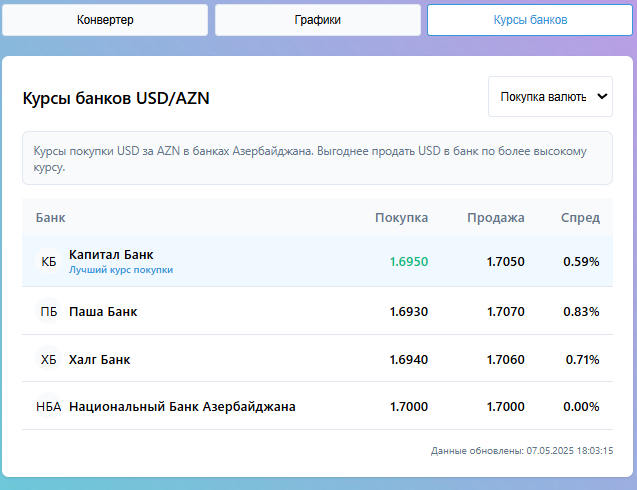 Конвертер
Графики
Курсы банков
Курсы банков USD/AZN
Покупка валюты
Курсы покупки USD за AZN в банках Азербайджана. Выгоднее продать USD в банк по более высокому
курсу.
Банк Покупка Продажа Спред
КБ Капитал Банк 1.6950 1.7050 0.59%
Лучший курс покупки
ПБ Паша Банк 1.6930 1.7070 0.83%
ХБ Халг Банк 1.6940 1.7060 0.71%
НБА Национальный Банк Азербайджана 1.7000 1.7000 0.00%
Данные обновлены: 07.05.2025 18:03:15